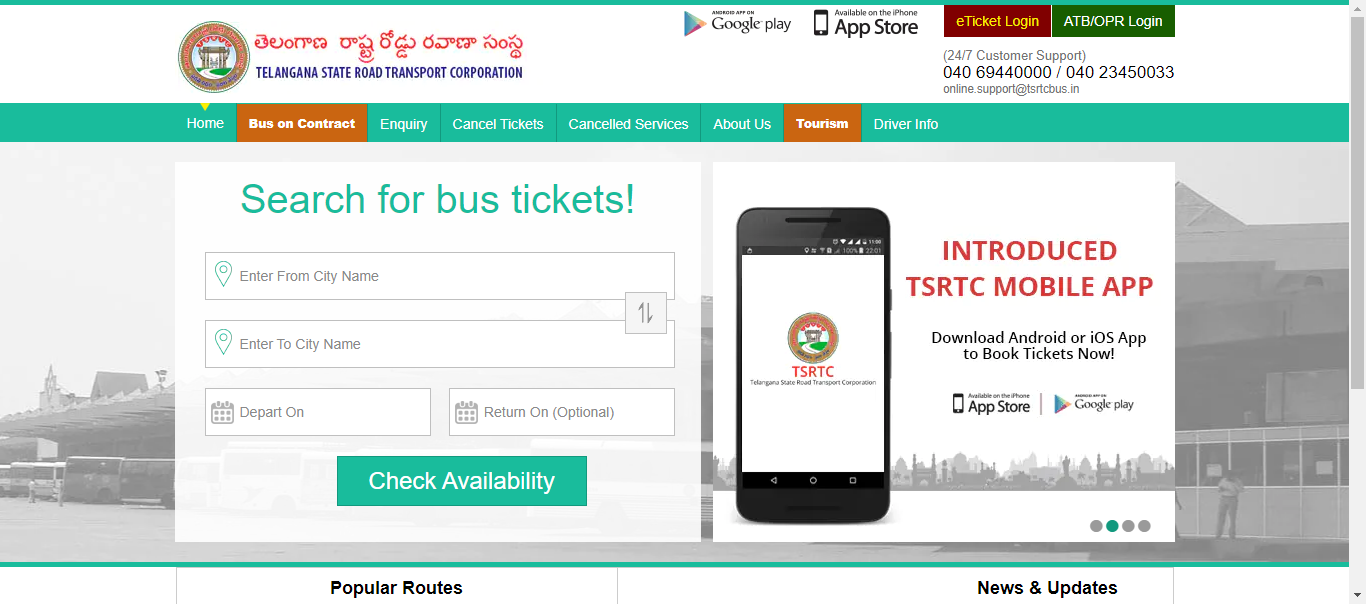 తెలంగాణ రాష్ట్ర రోడ్డు రవాణా సంస్థ
TELANGANA STATE ROAD TRANSPORT CORPORATION
ANDROID APP ON
Google play
Available on the iPhone
App Store
eTicket Login
ATB/OPR Login
(24/7 Customer Support)
040 69440000 / 040 23450033
online.support@tsrtcbus.in
Home
Bus on Contract
Enquiry
Cancel Tickets
Cancelled Services
About Us
Tourism
Driver Info
Search for bus tickets!
Enter From City Name
Enter To City Name
Depart On
Return On (Optional)
Check Availability
11:00
100% 22:01
TSRTC
Telangana State Road Transport Corporation
INTRODUCED
TSRTC MOBILE APP
Download Android or iOS App
to Book Tickets Now!
Available on the iPhone
App Store
ANDROID APP ON
Google play
Popular Routes
News & Updates